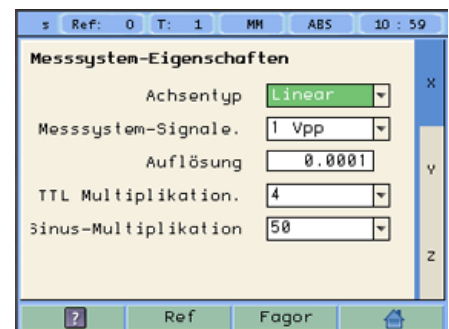 s Ref: 0 T: 1 MM ABS 10 : 59
Messsystem-Eigenschaften
X
Achsentyp Linear
Messsystem-Signale. 1 Vpp
Auflösung 0.0001
Y
TTL Multiplikation. 4
Sinus-Multiplikation 50
Z
? Ref Fagor